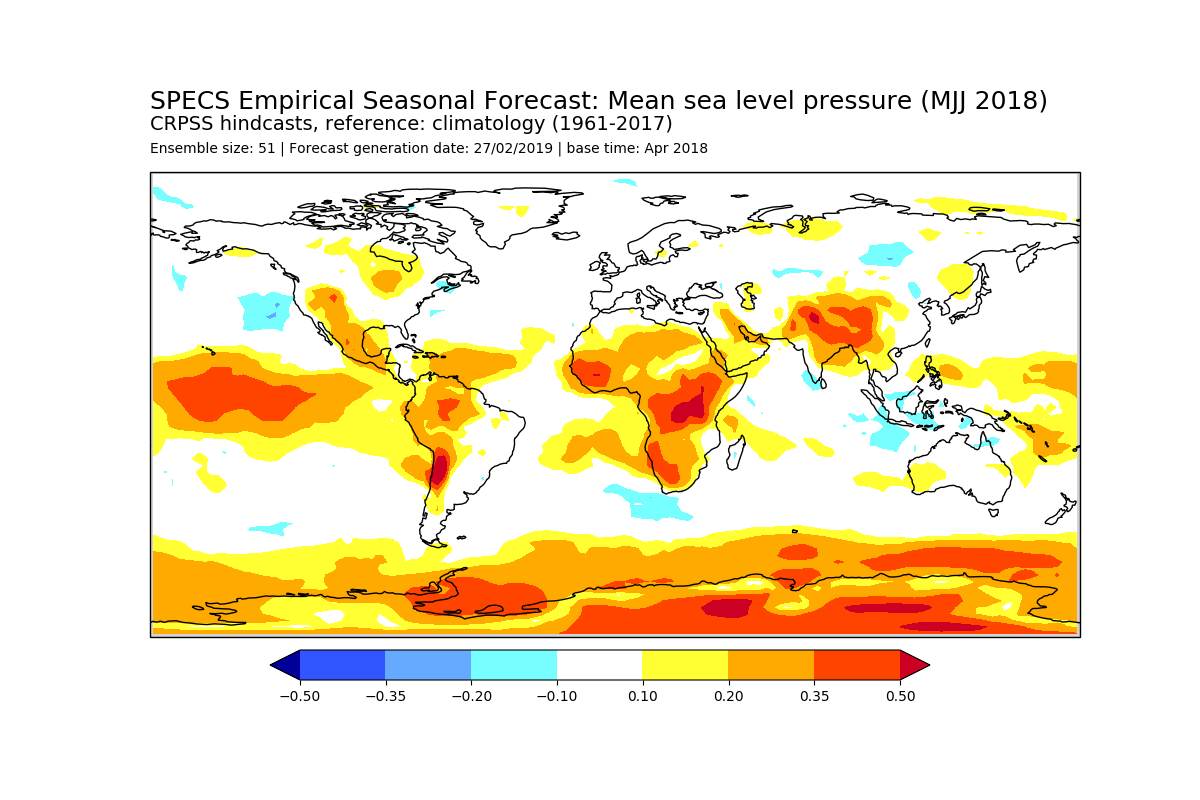 SPECS Empirical Seasonal Forecast: Mean sea level pressure (MJJ 2018)
CRPSS hindcasts, reference: climatology (1961-2017)
Ensemble size: 51 | Forecast generation date: 27/02/2019 | base time: Apr 2018
−0.50 −0.35 −0.20 −0.10 0.10 0.20 0.35 0.50